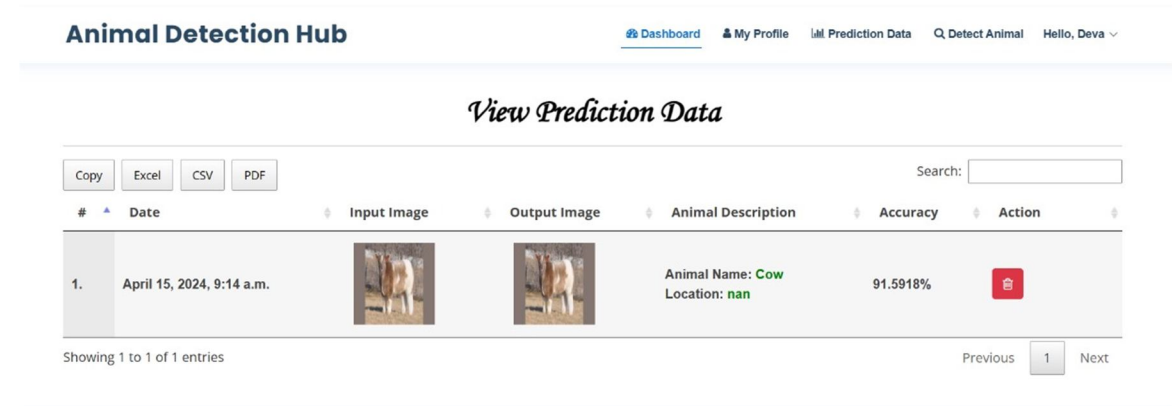 Animal Detection Hub
Dashboard My Profile Prediction Data Detect Animal Hello, Deva
View Prediction Data
Copy Excel CSV PDF Search:
# Date Input Image Output Image Animal Description Accuracy Action
1. April 15, 2024, 9:14 a.m. Animal Name: Cow 91.5918%
Location: nan
Showing 1 to 1 of 1 entries Previous 1 Next